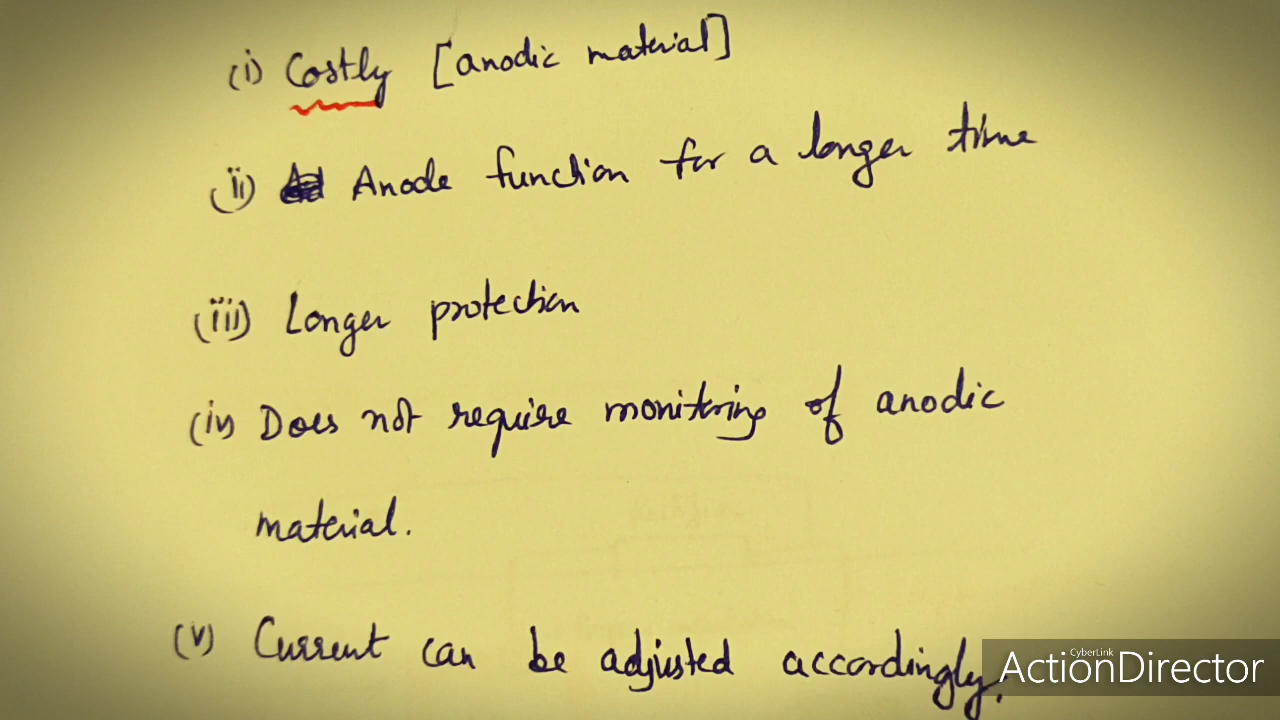 (i) Costly [anodic material]
(ii) Anode function for a longer time
(iii) Longer protection
(iv) Does not require monitoring of anodic
material.
(v) Current can be adjusted accordingly.
CyberLink
ActionDirector